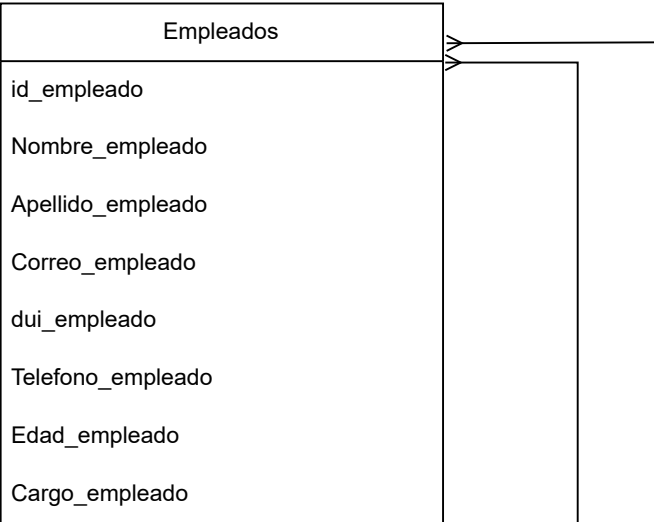 Empleados
id_empleado
Nombre_empleado
Apellido_empleado
Correo_empleado
dui_empleado
Telefono_empleado
Edad_empleado
Cargo_empleado